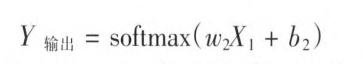 Y 输出 = softmax(w₂X₁ + b₂)